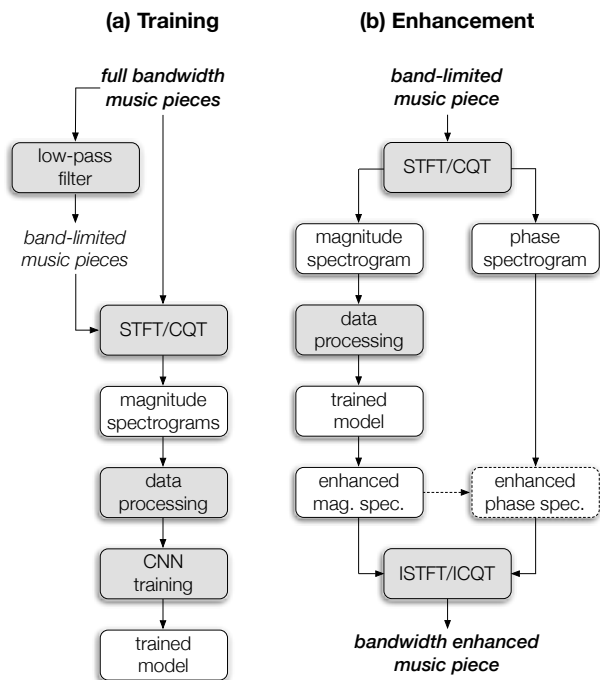 (a) Training
full bandwidth
music pieces
low-pass
filter
band-limited
music pieces
STFT/CQT
magnitude
spectrograms
data
processing
CNN
training
trained
model
(b) Enhancement
band-limited
music piece
STFT/CQT
magnitude
spectrogram
phase
spectrogram
data
processing
trained
model
enhanced
mag. spec.
enhanced
phase spec.
ISTFT/ICQT
bandwidth enhanced
music piece